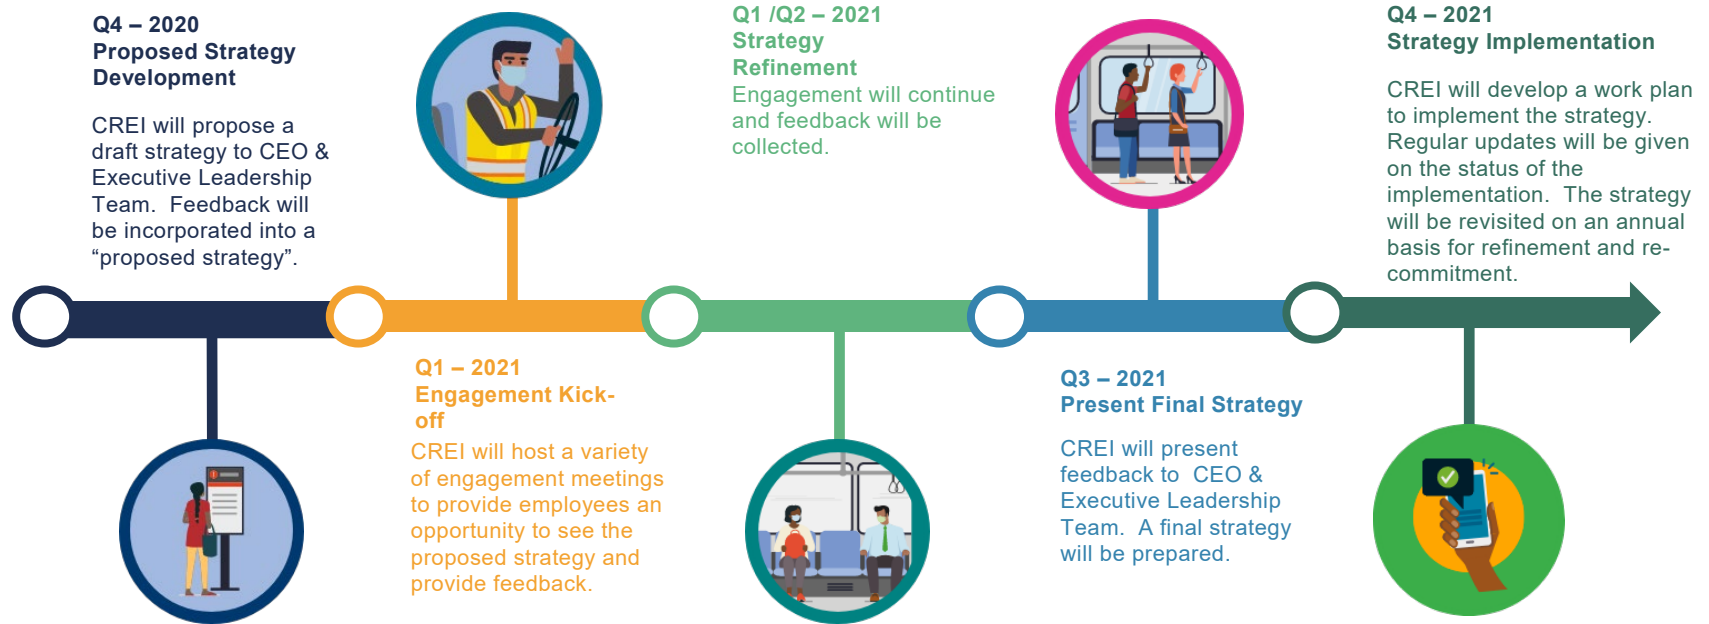 Q4 – 2020
Proposed Strategy
Development
CREI will propose a
draft strategy to CEO &
Executive Leadership
Team.  Feedback will
be incorporated into a
“proposed strategy”.
Q1 – 2021
Engagement Kick-
off
CREI will host a variety
of engagement meetings
to provide employees an
opportunity to see the
proposed strategy and
provide feedback.
Q1 /Q2 – 2021
Strategy
Refinement
Engagement will continue
and feedback will be
collected.
Q3 – 2021
Present Final Strategy
CREI will present
feedback to  CEO &
Executive Leadership
Team.  A final strategy
will be prepared.
Q4 – 2021
Strategy Implementation
CREI will develop a work plan
to implement the strategy.
Regular updates will be given
on the status of the
implementation.  The strategy
will be revisited on an annual
basis for refinement and re-
commitment.